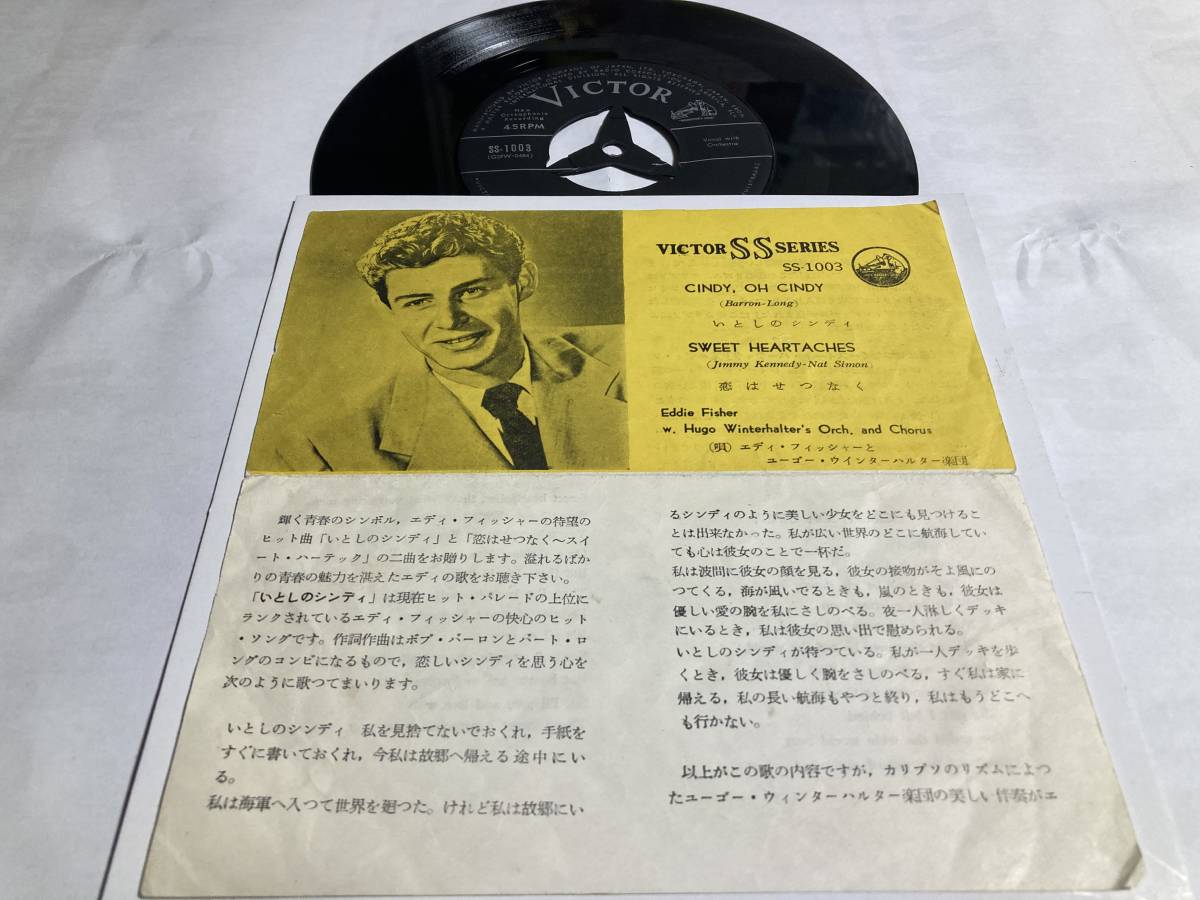 VICTOR
New
Orthophonic
Recording
45RPM
SS-1003
Vocal with
Orchestra
VICTOR SS SERIES
SS-1003
CINDY, OH CINDY
(Barron-Long)
いとしのシンディ
SWEET HEARTACHES
(Jimmy Kennedy-Nat Simon)
恋はせつなく
Eddie Fisher
w. Hugo Winterhalter's Orch. and Chorus
(唄) エディ・フィッシャーと
ユーゴー・ウインターハルター楽団
輝く青春のシンボル，エディ・フィッシャーの待望の
ヒット曲「いとしのシンディ」と「恋はせつなく〜スイ
ート・ハーテック」の二曲をお贈りします。溢れるばか
りの青春の魅力を湛えたエディの歌をお聴き下さい。
「いとしのシンディ」は現在ヒット・パレードの上位に
ランクされているエディ・フィッシャーの快心のヒット
・ソングです。作詞作曲はボブ・バーロンとバート・ロ
ングのコンビになるもので，恋しいシンディを思う心を
次のように歌つてまいります。
いとしのシンディ　私を見捨てないでおくれ，手紙を
すぐに書いておくれ，今私は故郷へ帰える途中にい
る。
私は海軍へ入つて世界を廻つた。けれど私は故郷にい
るシンディのように美しい少女をどこにも見つけるこ
とは出来なかった。私が広い世界のどこに航海してい
ても心は彼女のことで一杯だ。
私は波間に彼女の顔を見る，彼女の接吻がそよ風にの
つてくる，海が凪いでるときも，嵐のときも，彼女は
優しい愛の腕を私にさしのべる。夜一人淋しくデッキ
にいるとき，私は彼女の思い出で慰められる。
いとしのシンディが待つている。私が一人デッキを歩
くとき，彼女は優しく腕をさしのべる，すぐ私は家に
帰える，私の長い航海もやつと終り，私はもうどこへ
も行かない。
以上がこの歌の内容ですが，カリプソのリズムによつ
たユーゴー・ウィンターハルター楽団の美しい伴奏がエ